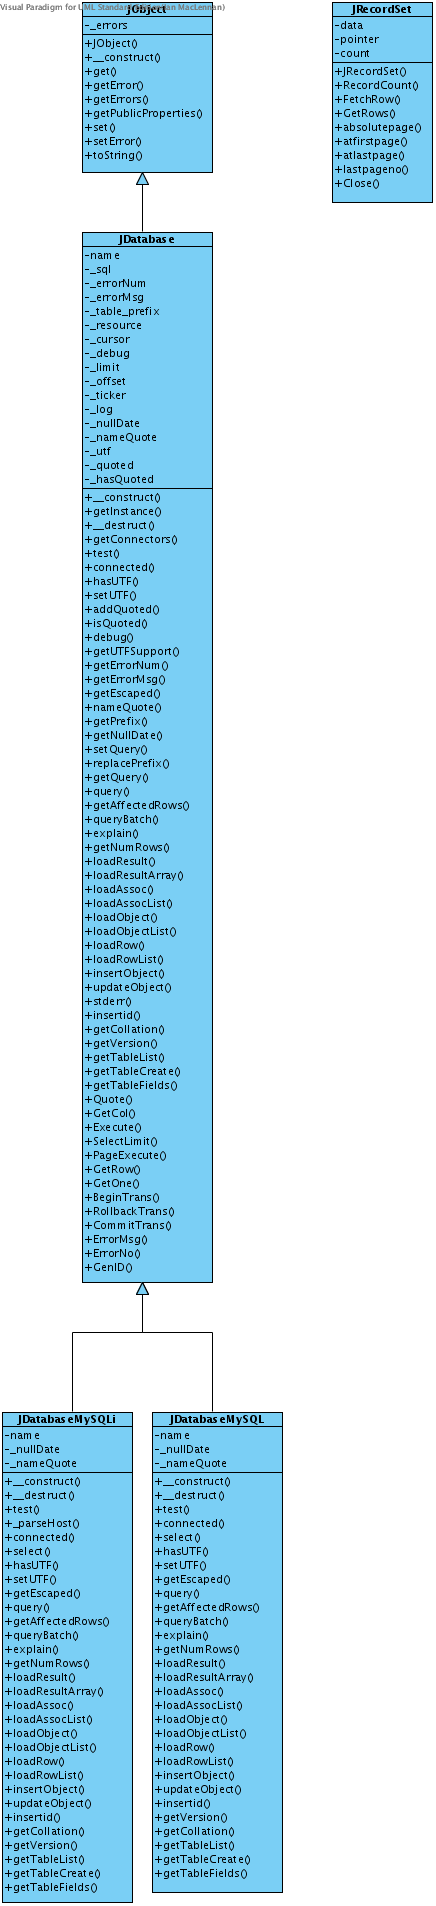 Visual Paradigm for UML Standard
MacLennan)
JObject
-_errors
+JObject()
+__construct()
+get()
+getError()
+getErrors()
+getPublicProperties()
+set()
+setError()
+toString()
JRecordSet
-data
-pointer
-count
+JRecordSet()
+RecordCount()
+FetchRow()
+GetRows()
+absolutepage()
+atfirstpage()
+atlastpage()
+lastpageno()
+Close()
JDatabase
-name
-_sql
-_errorNum
-_errorMsg
-_table_prefix
-_resource
-_cursor
-_debug
-_limit
-_offset
-_ticker
-_log
-_nullDate
-_nameQuote
-_utf
-_quoted
-_hasQuoted
+__construct()
+getInstance()
+__destruct()
+getConnectors()
+test()
+connected()
+hasUTF()
+setUTF()
+addQuoted()
+isQuoted()
+debug()
+getUTFSupport()
+getErrorNum()
+getErrorMsg()
+getEscaped()
+nameQuote()
+getPrefix()
+getNullDate()
+setQuery()
+replacePrefix()
+getQuery()
+query()
+getAffectedRows()
+queryBatch()
+explain()
+getNumRows()
+loadResult()
+loadResultArray()
+loadAssoc()
+loadAssocList()
+loadObject()
+loadObjectList()
+loadRow()
+loadRowList()
+insertObject()
+updateObject()
+stderr()
+insertid()
+getCollation()
+getVersion()
+getTableList()
+getTableCreate()
+getTableFields()
+Quote()
+GetCol()
+Execute()
+SelectLimit()
+PageExecute()
+GetRow()
+GetOne()
+BeginTrans()
+RollbackTrans()
+CommitTrans()
+ErrorMsg()
+ErrorNo()
+GenID()
JDatabaseMySQLi
-name
-_nullDate
-_nameQuote
+__construct()
+__destruct()
+test()
+_parseHost()
+connected()
+select()
+hasUTF()
+setUTF()
+getEscaped()
+query()
+getAffectedRows()
+queryBatch()
+explain()
+getNumRows()
+loadResult()
+loadResultArray()
+loadAssoc()
+loadAssocList()
+loadObject()
+loadObjectList()
+loadRow()
+loadRowList()
+insertObject()
+updateObject()
+insertid()
+getCollation()
+getVersion()
+getTableList()
+getTableCreate()
+getTableFields()
JDatabaseMySQL
-name
-_nullDate
-_nameQuote
+__construct()
+__destruct()
+test()
+connected()
+select()
+hasUTF()
+setUTF()
+getEscaped()
+query()
+getAffectedRows()
+queryBatch()
+explain()
+getNumRows()
+loadResult()
+loadResultArray()
+loadAssoc()
+loadAssocList()
+loadObject()
+loadObjectList()
+loadRow()
+loadRowList()
+insertObject()
+updateObject()
+insertid()
+getVersion()
+getCollation()
+getTableList()
+getTableCreate()
+getTableFields()